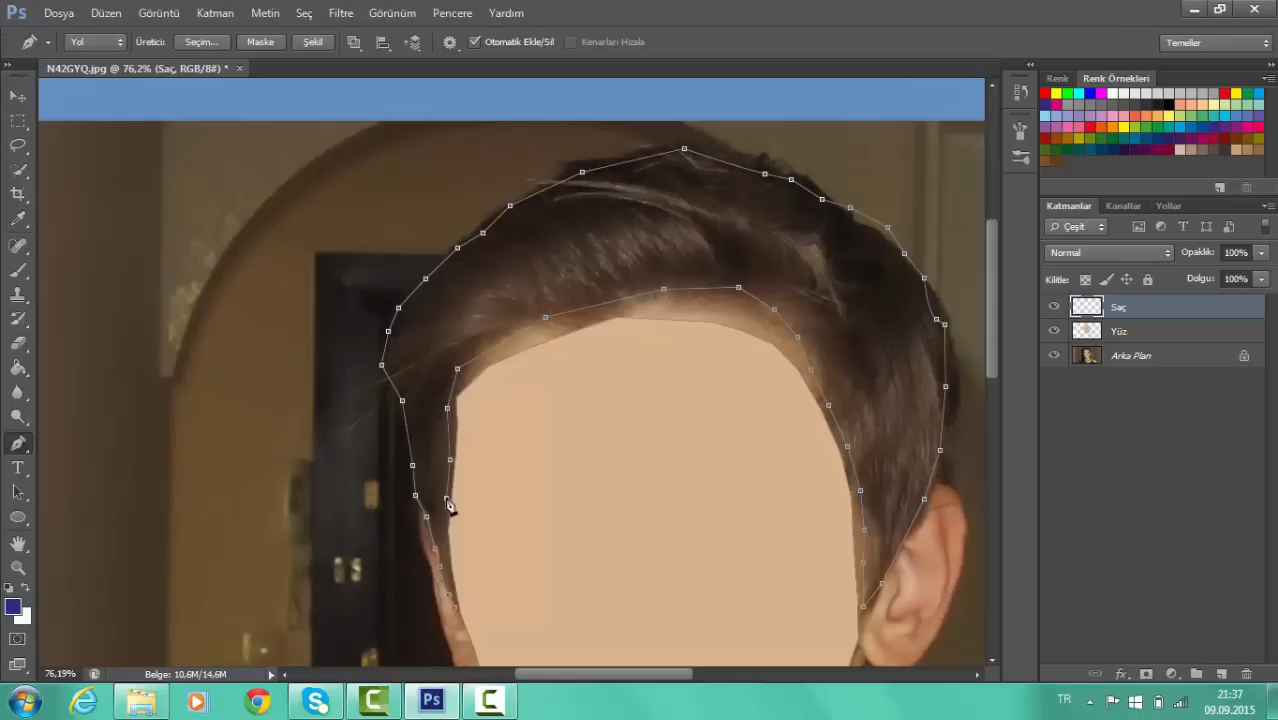 Ps Dosya Düzen Görüntü Katman Metin Seç Filtre Görünüm Pencere Yardım
Yol Üretici: Seçim... Maske Şekil Otomatik Ekle/Sil Kenarları Hizala Temeller
N42GYQ.jpg @ 76,2% (Saç, RGB/8#) * ×
Renk Renk Örnekleri
Katmanlar Kanallar Yollar
Çeşit
Normal Opaklık: 100%
Kilitle: Dolgu: 100%
Saç
Yüz
Arka Plan
T
76,19% Belge: 10,6M/14,6M
Ps
TR
21:37
09.09.2015